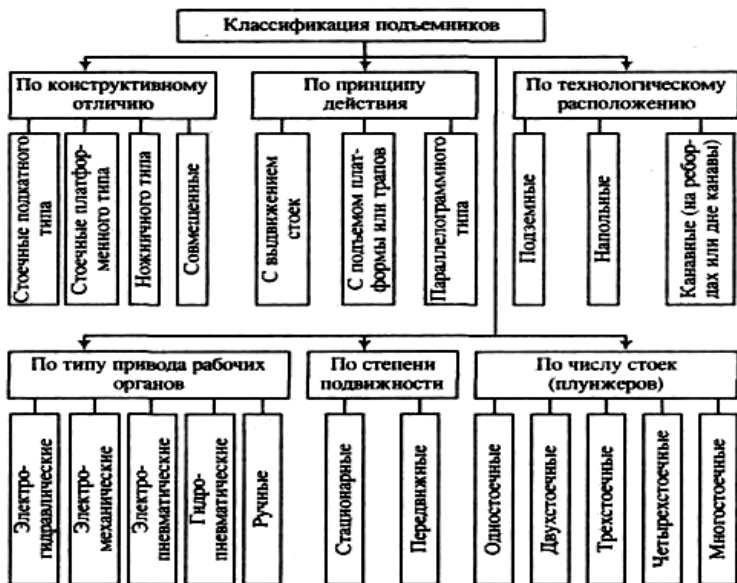 Классификация подъемников
По конструктивному
отличию
По принципу
действия
По технологическому
расположению
Стоечные подкатного
типа
Стоечные платфор-
менного типа
Ножничного типа
Совмещенные
С выдвижением
стоек
С подъемом плат-
формы или трапов
Параллелограммного
типа
Подземные
Напольные
Канавные (на ребор-
дах или дне канавы)
По типу привода рабочих
органов
По степени
подвижности
По числу стоек
(плунжеров)
Электро-
гидравлические
Электро-
механические
Электро-
пневматические
Гидро-
пневматические
Ручные
Стационарные
Передвижные
Одностоечные
Двухстоечные
Трехстоечные
Четырехстоечные
Многостоечные